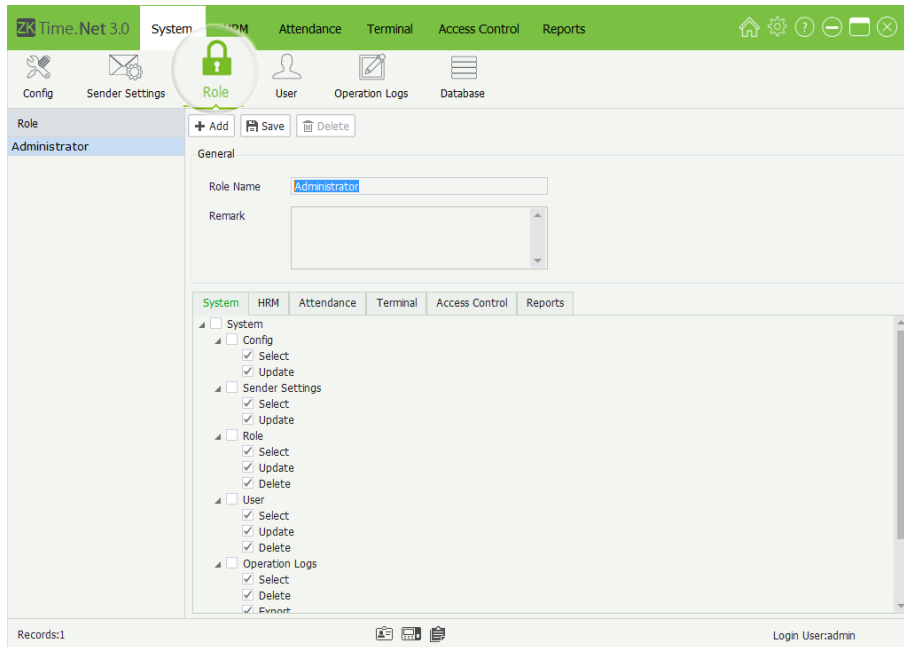 ZK Time.Net 3.0 System HRM Attendance Terminal Access Control Reports
Config Sender Settings Role User Operation Logs Database
Role
Administrator
Add Save Delete
General
Role Name Administrator
Remark
System HRM Attendance Terminal Access Control Reports
System
Config
Select
Update
Sender Settings
Select
Update
Role
Select
Update
Delete
User
Select
Update
Delete
Operation Logs
Select
Delete
Export
Records:1 Login User:admin